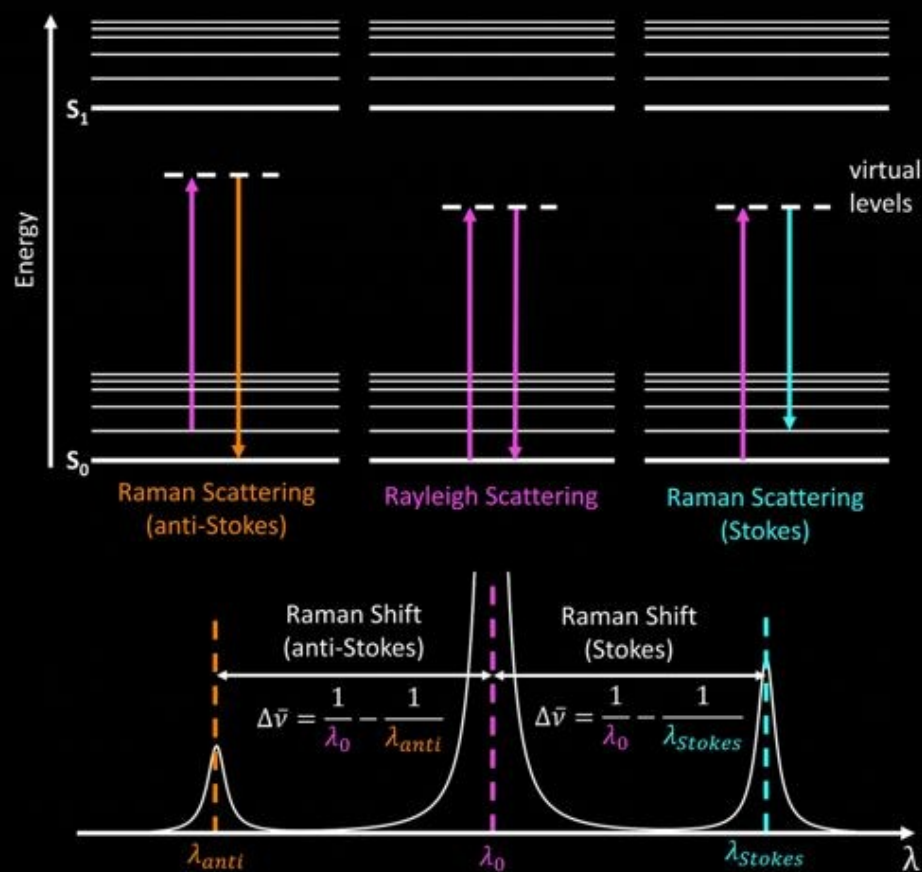 Energy
S₁
virtual
levels
S₀
Raman Scattering
(anti-Stokes)
Rayleigh Scattering
Raman Scattering
(Stokes)
Raman Shift
(anti-Stokes)
Δν̄ = 1/λ₀ − 1/λanti
Raman Shift
(Stokes)
Δν̄ = 1/λ₀ − 1/λStokes
λanti
λ₀
λStokes
λ